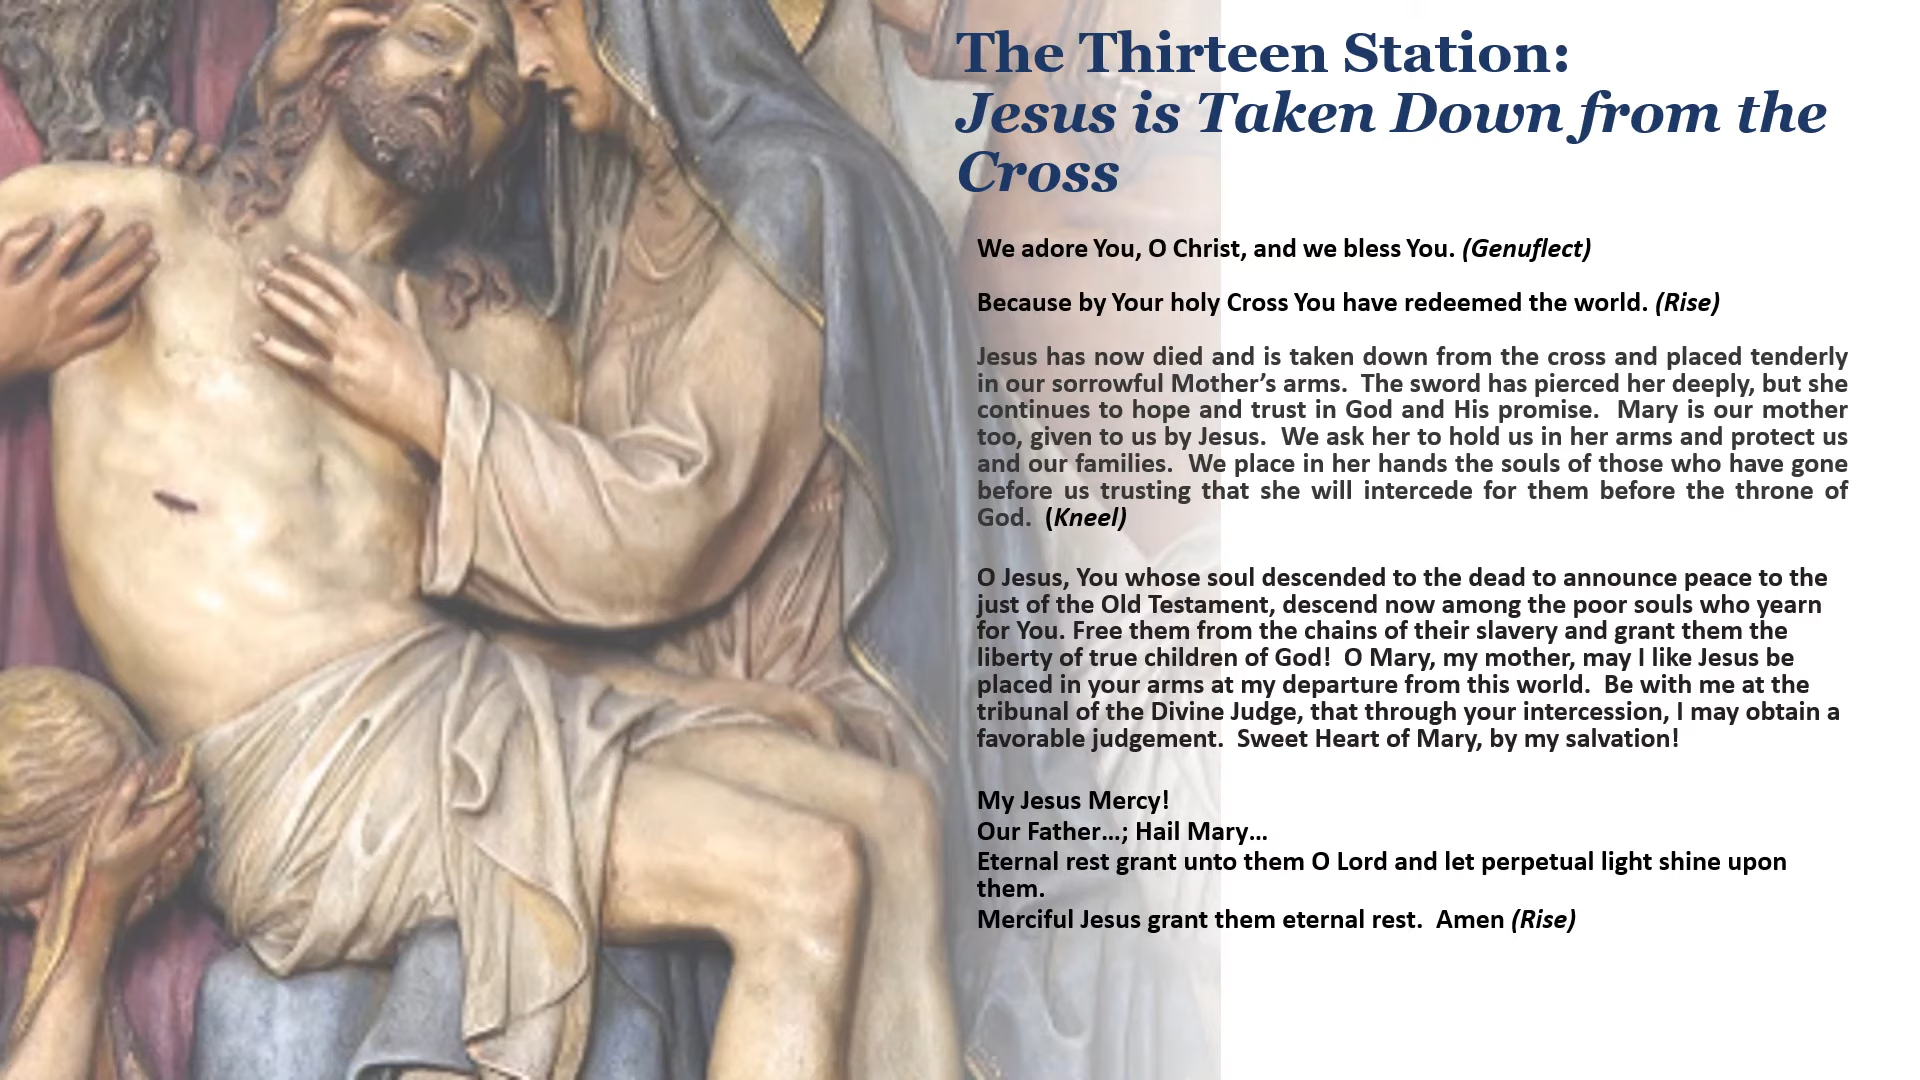 The Thirteen Station:
Jesus is Taken Down from the
Cross
We adore You, O Christ, and we bless You. (Genuflect)
Because by Your holy Cross You have redeemed the world. (Rise)
Jesus has now died and is taken down from the cross and placed tenderly
in our sorrowful Mother’s arms.  The sword has pierced her deeply, but she
continues to hope and trust in God and His promise.  Mary is our mother
too, given to us by Jesus.  We ask her to hold us in her arms and protect us
and our families.  We place in her hands the souls of those who have gone
before us trusting that she will intercede for them before the throne of
God.  (Kneel)
O Jesus, You whose soul descended to the dead to announce peace to the
just of the Old Testament, descend now among the poor souls who yearn
for You. Free them from the chains of their slavery and grant them the
liberty of true children of God!  O Mary, my mother, may I like Jesus be
placed in your arms at my departure from this world.  Be with me at the
tribunal of the Divine Judge, that through your intercession, I may obtain a
favorable judgement.  Sweet Heart of Mary, by my salvation!
My Jesus Mercy!
Our Father…; Hail Mary…
Eternal rest grant unto them O Lord and let perpetual light shine upon
them.
Merciful Jesus grant them eternal rest.  Amen (Rise)